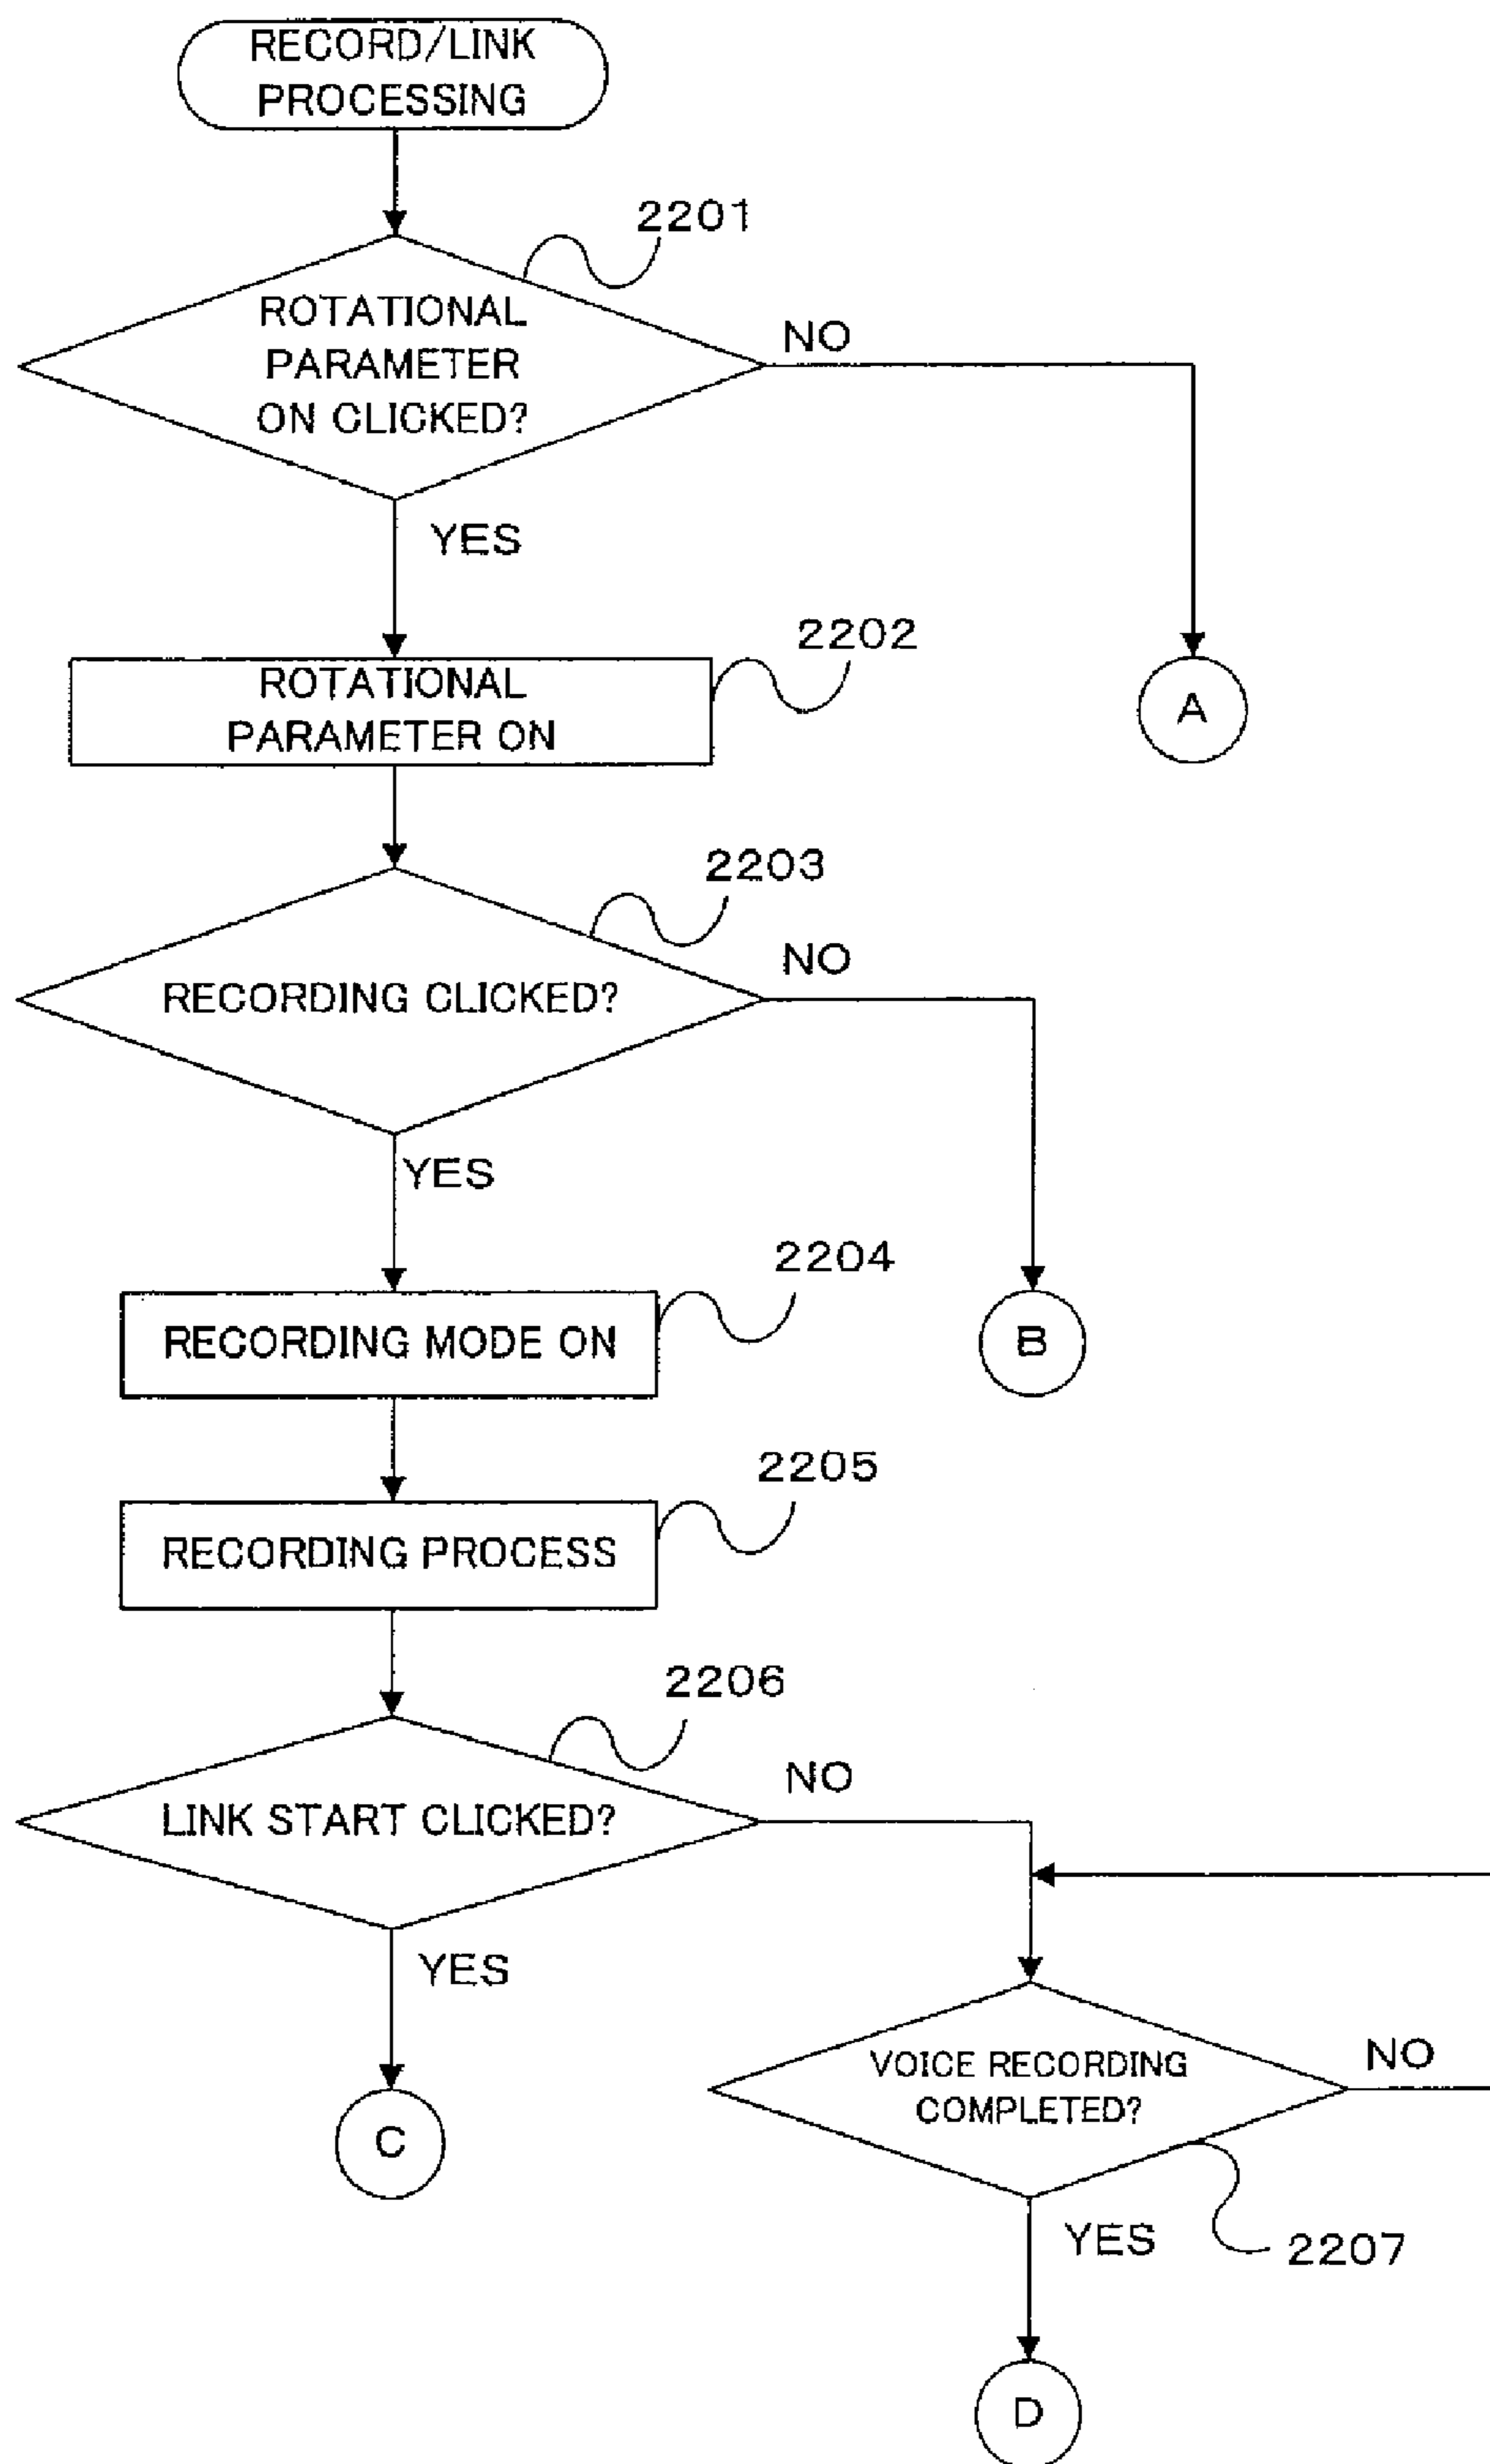 RECORD/LINK
PROCESSING
2201
ROTATIONAL
PARAMETER
ON CLICKED?
NO
YES
2202
ROTATIONAL
PARAMETER ON
A
2203
RECORDING CLICKED?
NO
YES
2204
RECORDING MODE ON
B
2205
RECORDING PROCESS
2206
LINK START CLICKED?
NO
YES
C
VOICE RECORDING
COMPLETED?
NO
YES
2207
D